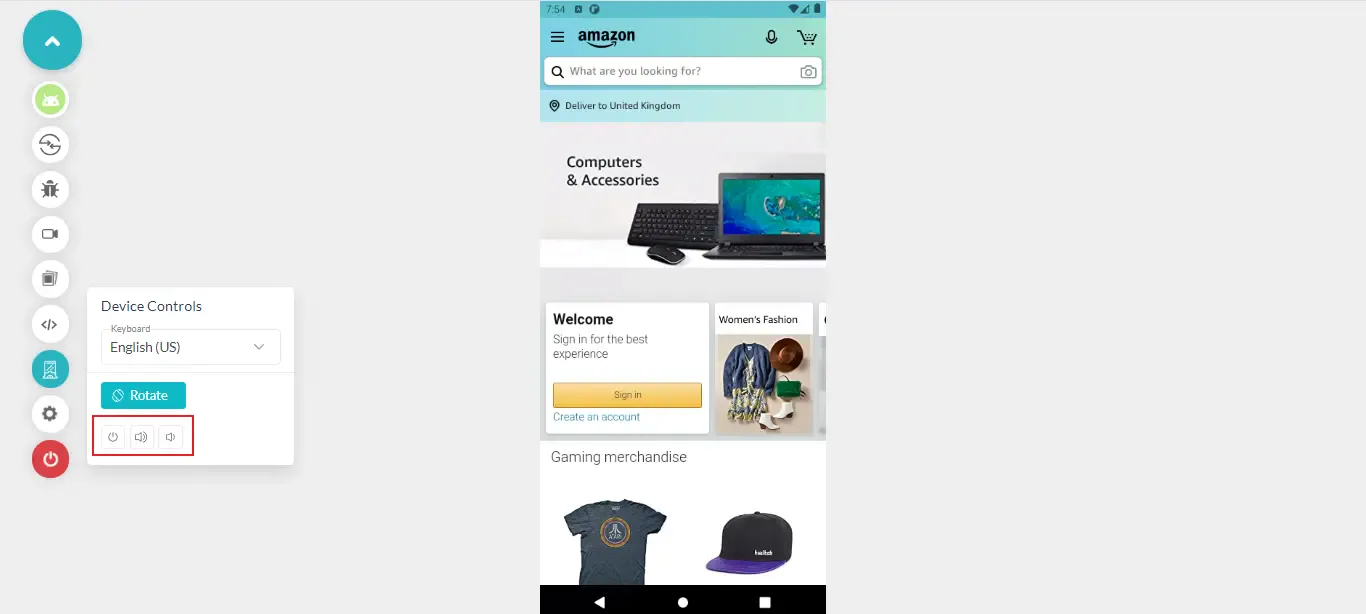 7:54
amazon
What are you looking for?
Deliver to United Kingdom
Computers
& Accessories
Welcome
Sign in for the best
experience
Sign in
Create an account
Women's Fashion
Gaming merchandise
Device Controls
Keyboard
English (US)
Rotate